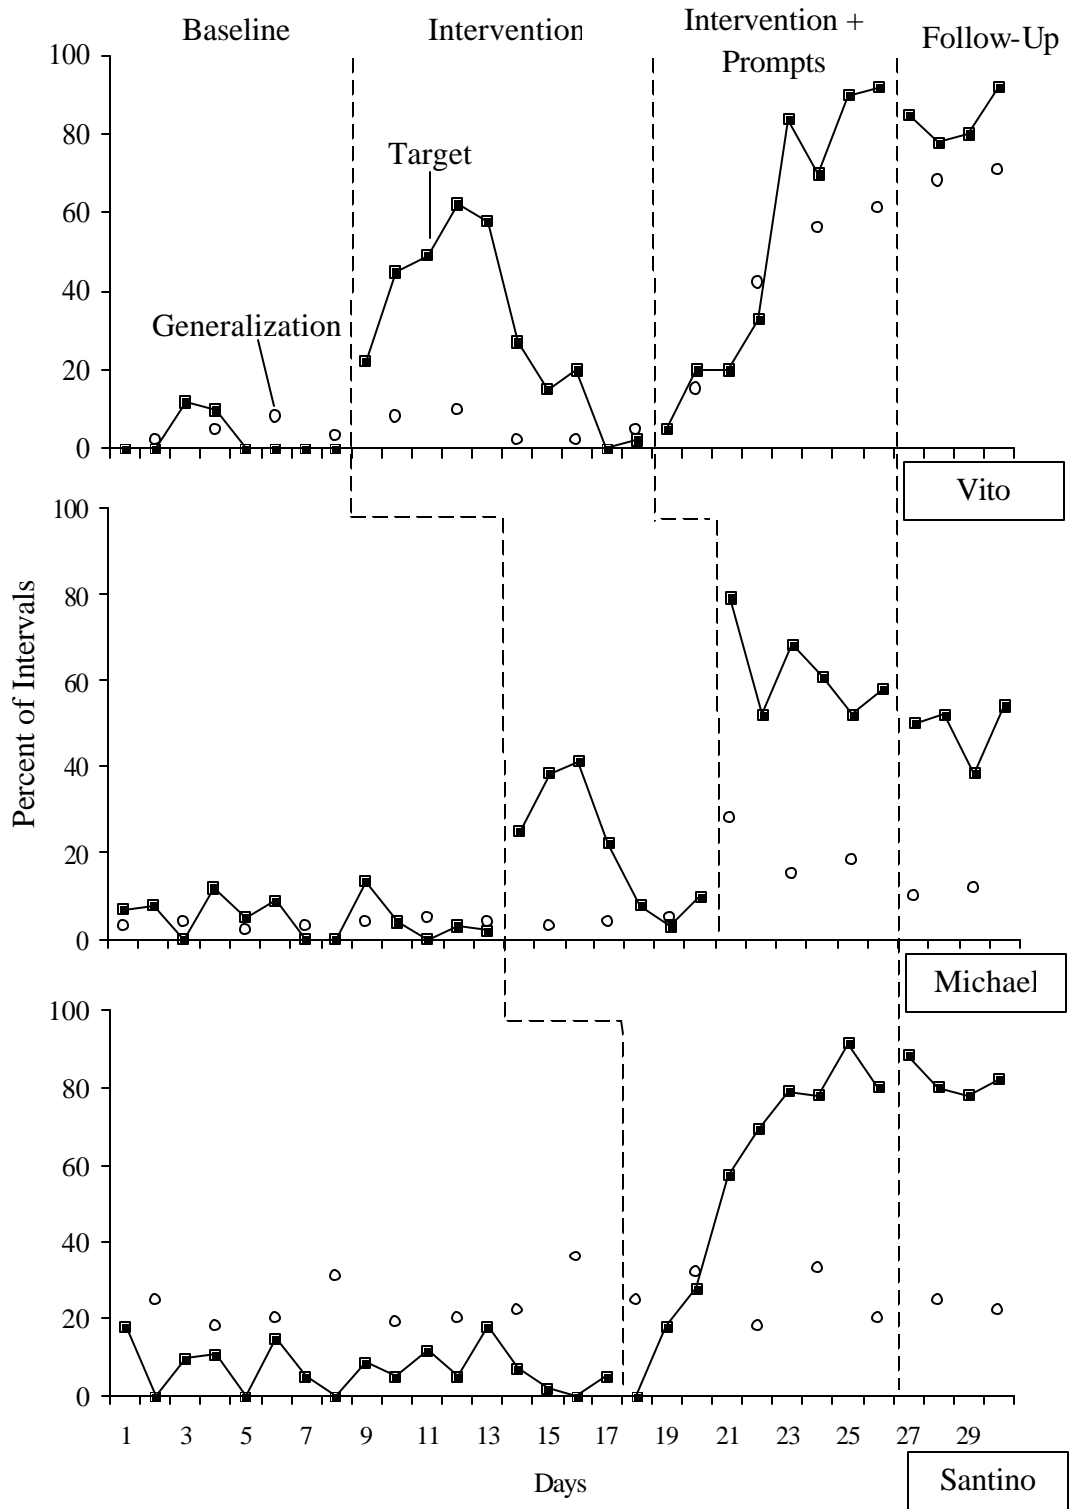 Baseline
Intervention
Intervention +
Prompts
Follow-Up
100
80
60
40
20
0
Target
Generalization
Vito
Percent of Intervals
100
80
60
40
20
0
Michael
100
80
60
40
20
0
1 3 5 7 9 11 13 15 17 19 21 23 25 27 29
Days
Santino